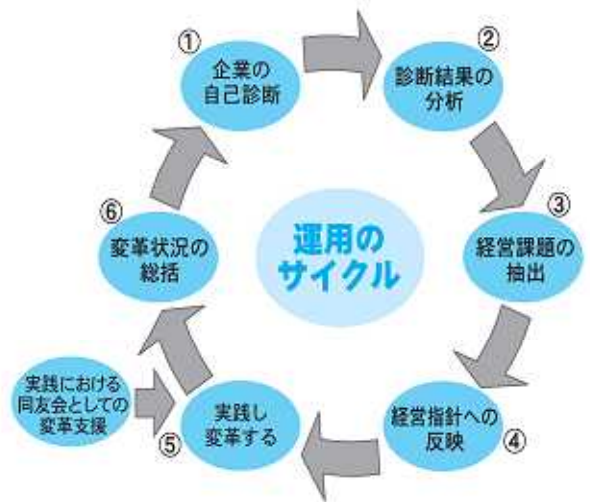 ①
企業の
自己診断
②
診断結果の
分析
③
経営課題の
抽出
経営指針への
反映
④
実践し
変革する
⑤
実践における
同友会としての
変革支援
⑥
変革状況の
総括
運用の
サイクル